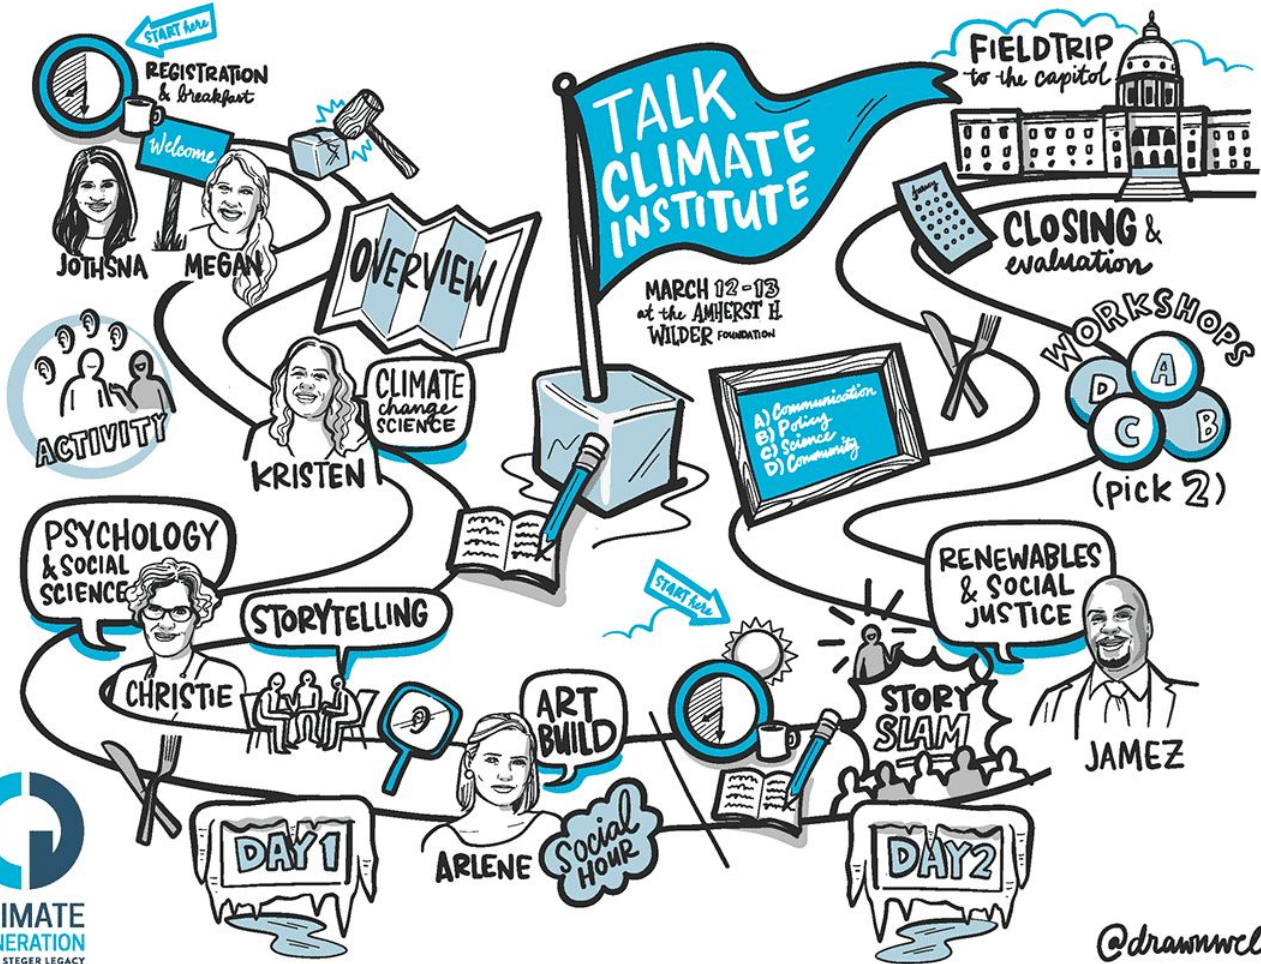 START here
REGISTRATION
& breakfast
Welcome
JOTHSNA
MEGAN
OVERVIEW
ACTIVITY
KRISTEN
CLIMATE
change
SCIENCE
PSYCHOLOGY
& SOCIAL
SCIENCE
CHRISTIE
STORYTELLING
ART
BUILD
ARLENE
Social
HOUR
DAY 1
TALK
CLIMATE
INSTITUTE
MARCH 12-13
at the AMHERST H.
WILDER FOUNDATION
START here
STORY
SLAM
DAY 2
RENEWABLES
& SOCIAL
JUSTICE
JAMEZ
A) Communication
B) Policy
C) Science
D) Community
WORKSHOPS
A
D
C
B
(pick 2)
Survey
CLOSING &
evaluation
FIELDTRIP
to the capitol
IMATE
NERATION
STEGER LEGACY
@drawnwel